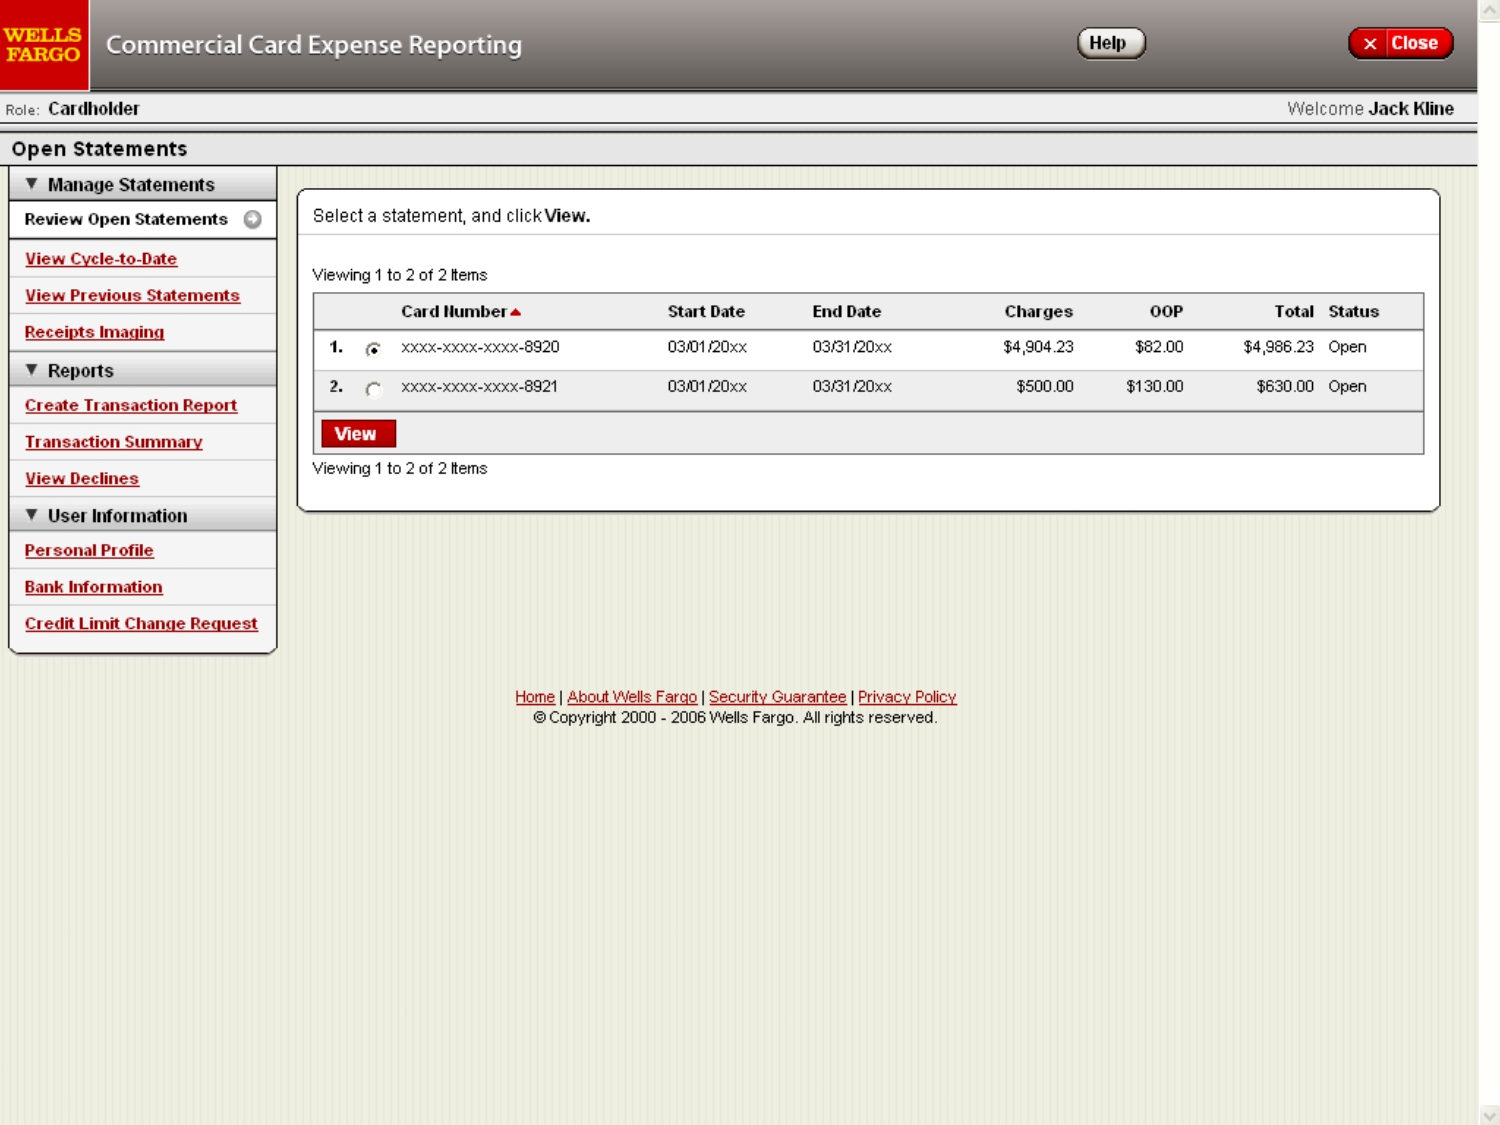 WELLS
FARGO
Commercial Card Expense Reporting
Help
× Close
Role: Cardholder
Welcome Jack Kline
Open Statements
▼ Manage Statements
Review Open Statements
View Cycle-to-Date
View Previous Statements
Receipts Imaging
▼ Reports
Create Transaction Report
Transaction Summary
View Declines
▼ User Information
Personal Profile
Bank Information
Credit Limit Change Request
Select a statement, and click View.
Viewing 1 to 2 of 2 Items
Card Number Start Date End Date Charges OOP Total Status
1. xxxx-xxxx-xxxx-8920 03/01/20xx 03/31/20xx $4,904.23 $82.00 $4,986.23 Open
2. xxxx-xxxx-xxxx-8921 03/01/20xx 03/31/20xx $500.00 $130.00 $630.00 Open
View
Viewing 1 to 2 of 2 Items
Home | About Wells Fargo | Security Guarantee | Privacy Policy
© Copyright 2000 - 2006 Wells Fargo. All rights reserved.